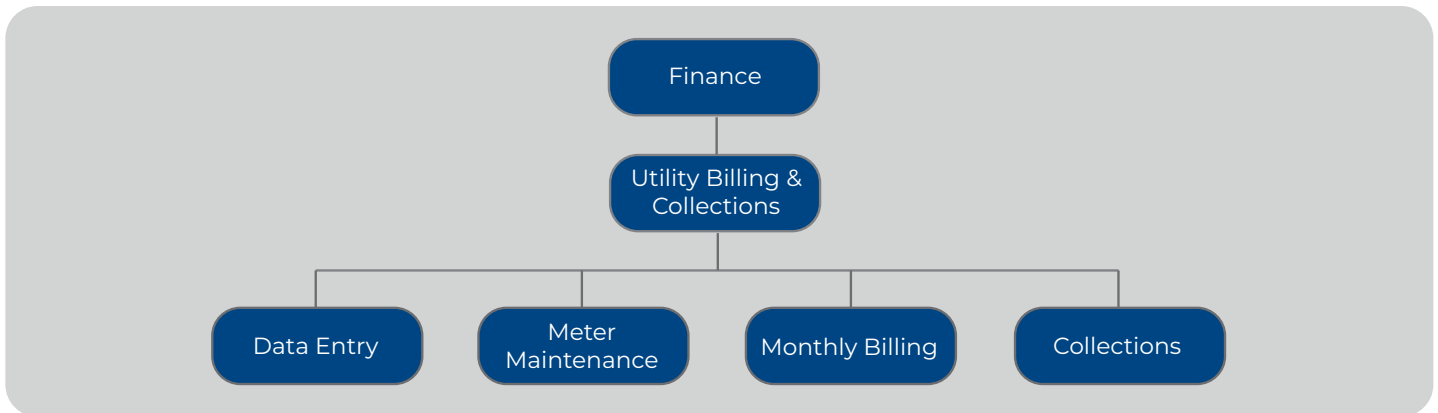 Finance
Utility Billing &
Collections
Data Entry
Meter
Maintenance
Monthly Billing
Collections